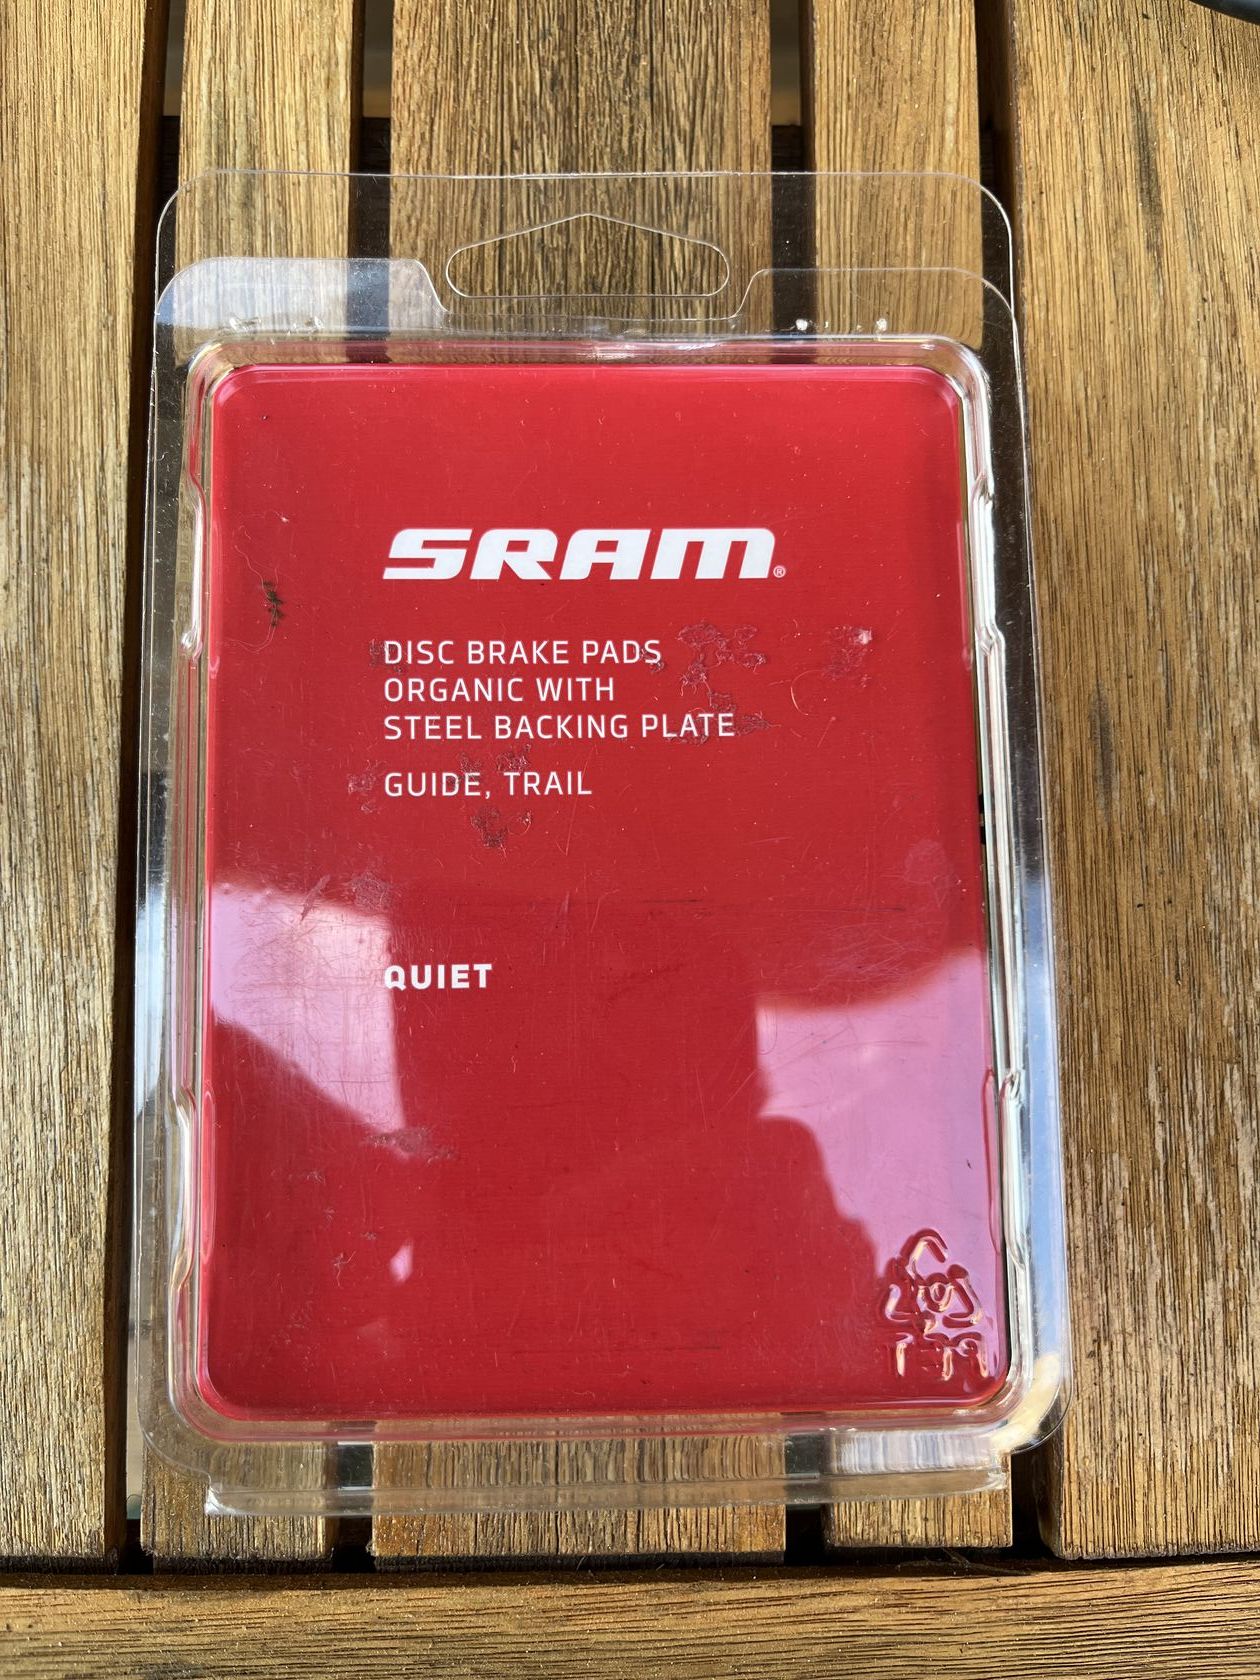 SRAM®
DISC BRAKE PADS
ORGANIC WITH
STEEL BACKING PLATE
GUIDE, TRAIL
QUIET